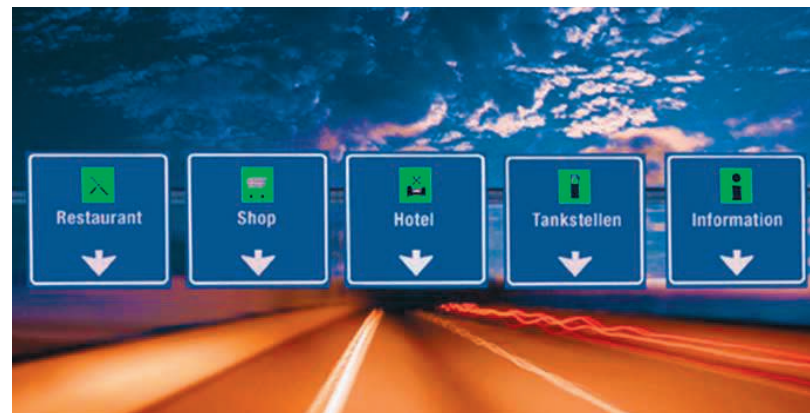 Restaurant
Shop
Hotel
Tankstellen
Information